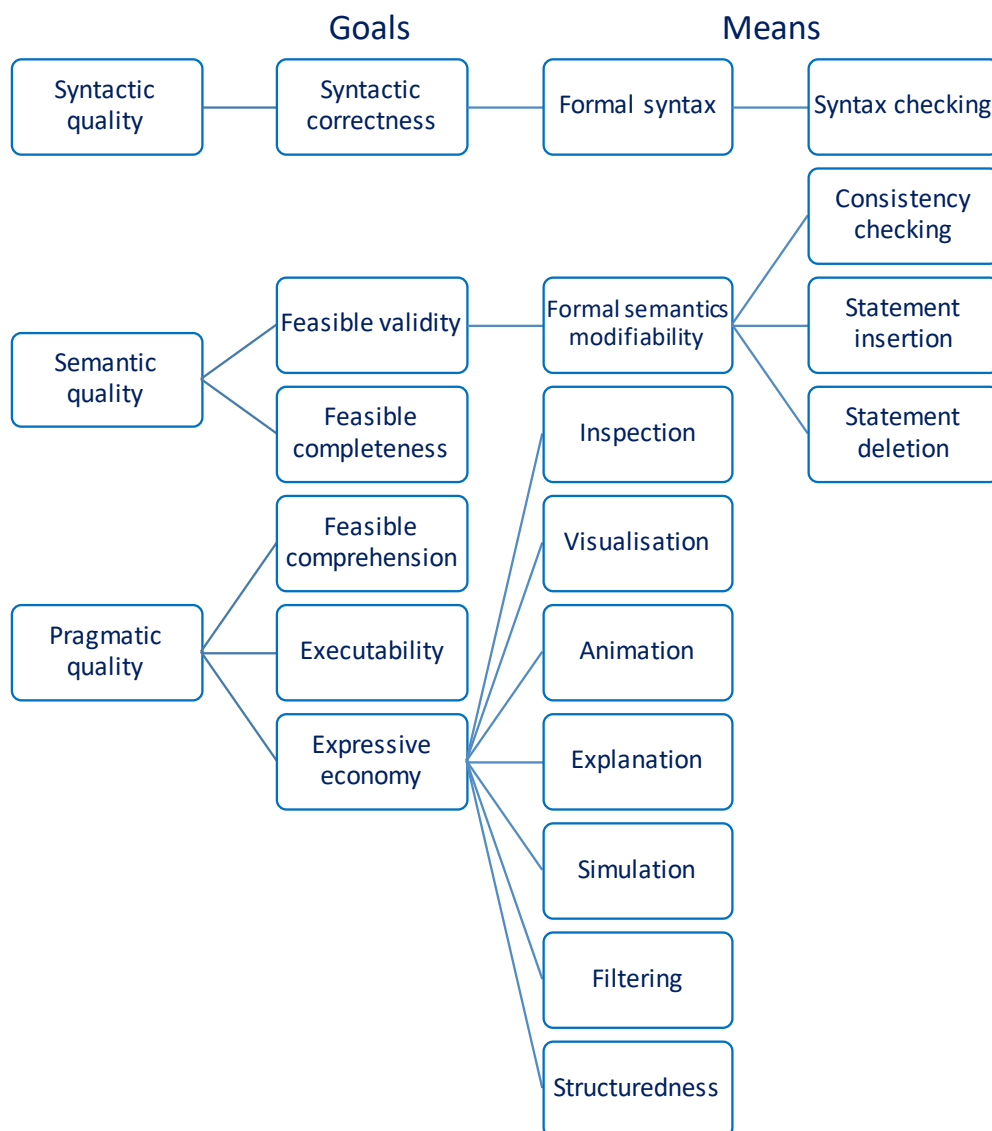 Goals
Means
Syntactic
quality
Syntactic
correctness
Formal syntax
Syntax checking
Consistency
checking
Feasible validity
Formal semantics
modifiability
Statement
insertion
Semantic
quality
Feasible
completeness
Inspection
Statement
deletion
Feasible
comprehension
Visualisation
Pragmatic
quality
Executability
Animation
Expressive
economy
Explanation
Simulation
Filtering
Structuredness